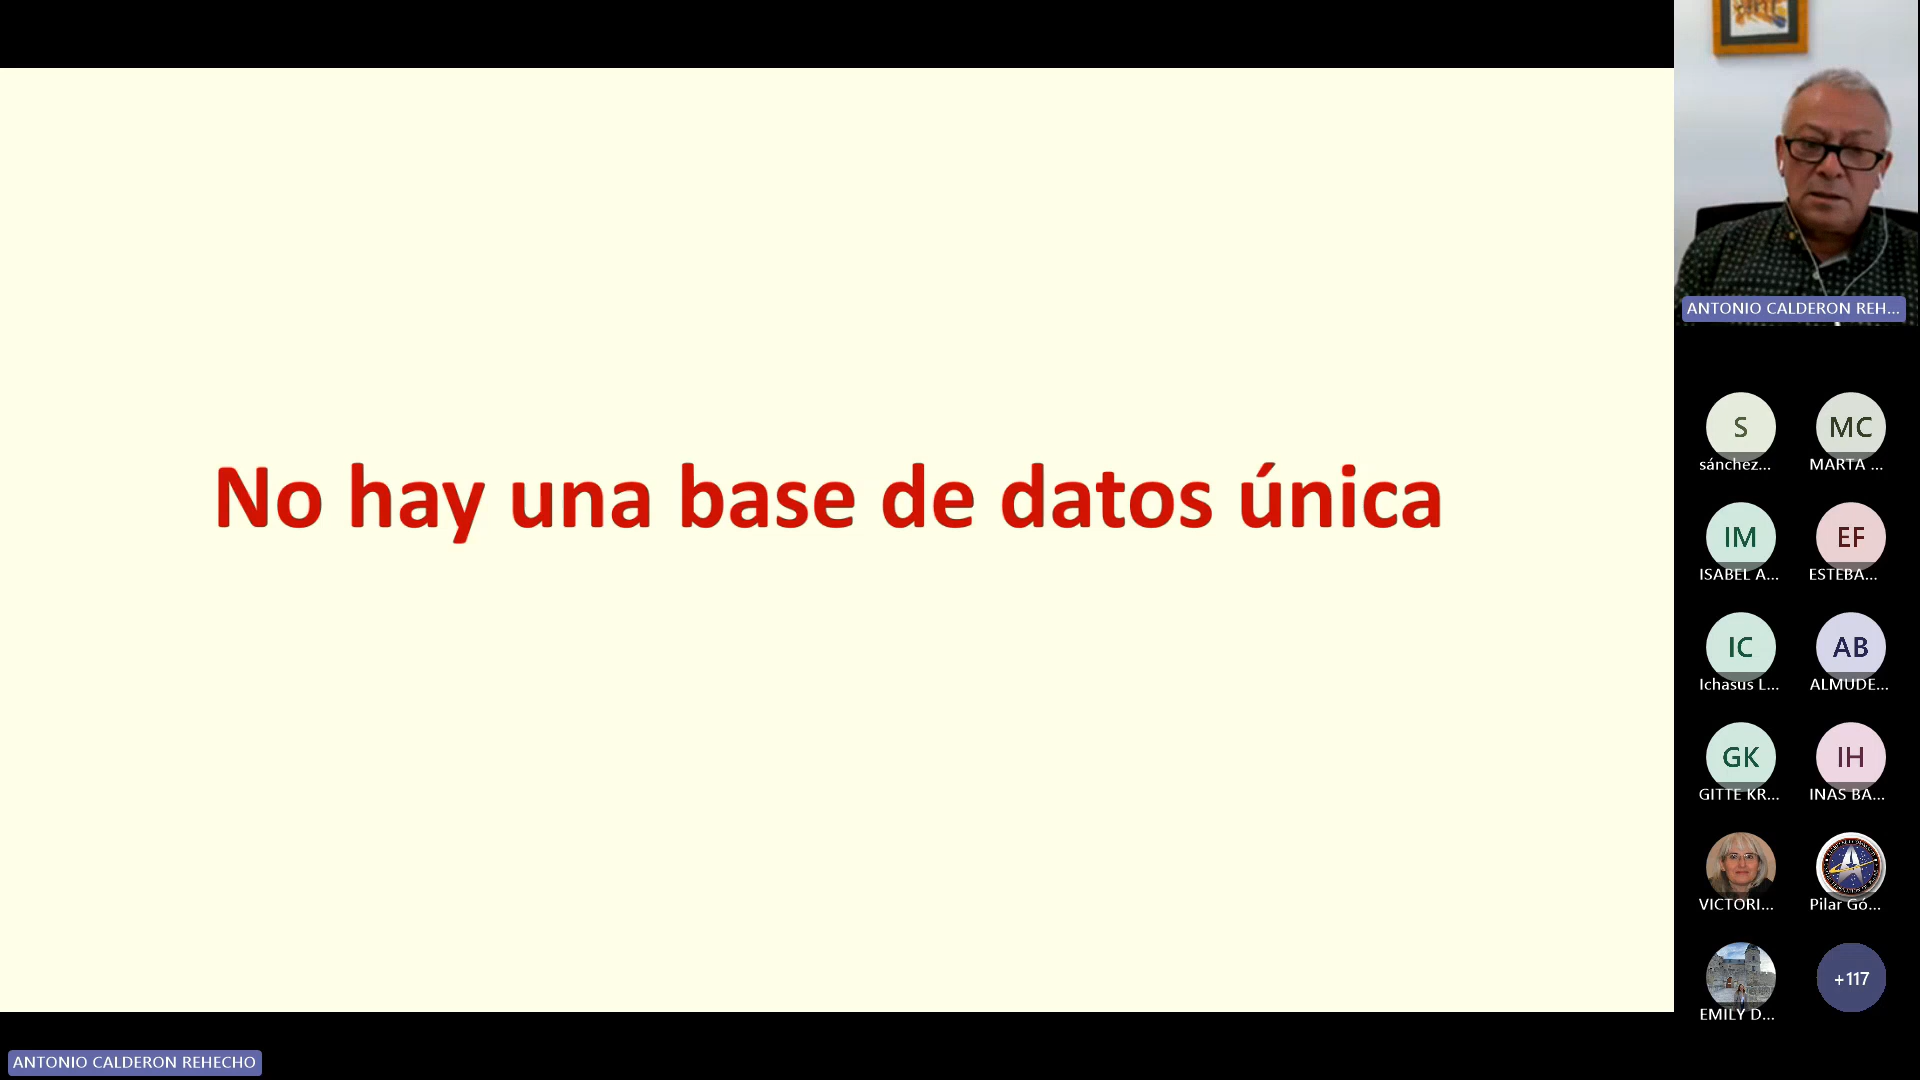 No hay una base de datos única
ANTONIO CALDERON REH...
S
sánchez...
MC
MARTA ...
IM
ISABEL A...
EF
ESTEBA...
IC
Ichasus L...
AB
ALMUDE...
GK
GITTE KR...
IH
INAS BA...
VICTORI...
Pilar Gó...
EMILY D...
+117
ANTONIO CALDERON REHECHO